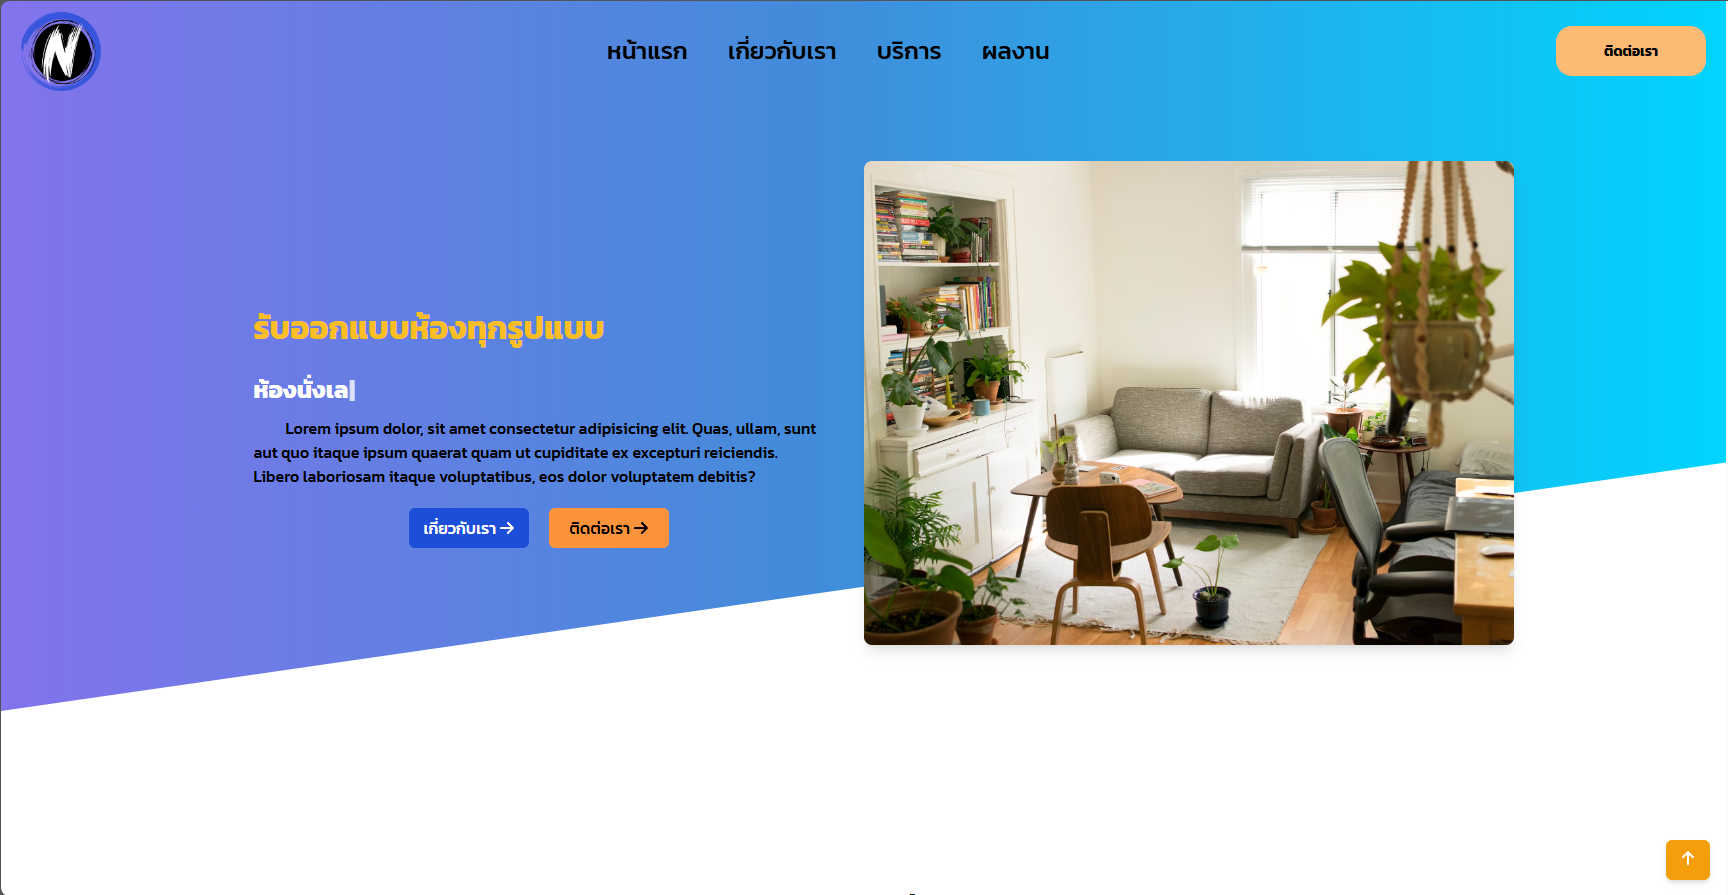 N
หน้าแรก เกี่ยวกับเรา บริการ ผลงาน
ติดต่อเรา
รับออกแบบห้องทุกรูปแบบ
ห้องนั่งเล|
Lorem ipsum dolor, sit amet consectetur adipisicing elit. Quas, ullam, sunt
aut quo itaque ipsum quaerat quam ut cupiditate ex excepturi reiciendis.
Libero laboriosam itaque voluptatibus, eos dolor voluptatem debitis?
เกี่ยวกับเรา →
ติดต่อเรา →